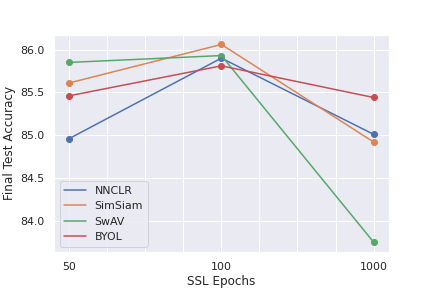 86.0
85.5
85.0
84.5
84.0
Final Test Accuracy
NNCLR
SimSiam
SwAV
BYOL
50
100
1000
SSL Epochs